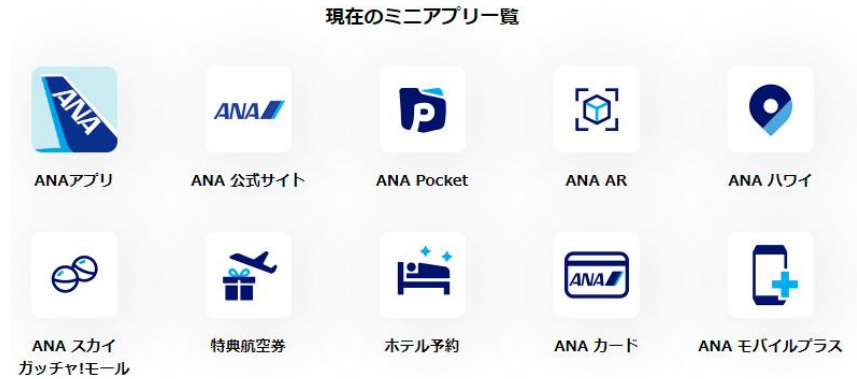 現在のミニアプリ一覧
ANA
ANA
P
ANAアプリ
ANA 公式サイト
ANA Pocket
ANA AR
ANA ハワイ
ANA
ANA スカイ
ガッチャ!モール
特典航空券
ホテル予約
ANA カード
ANA モバイルプラス